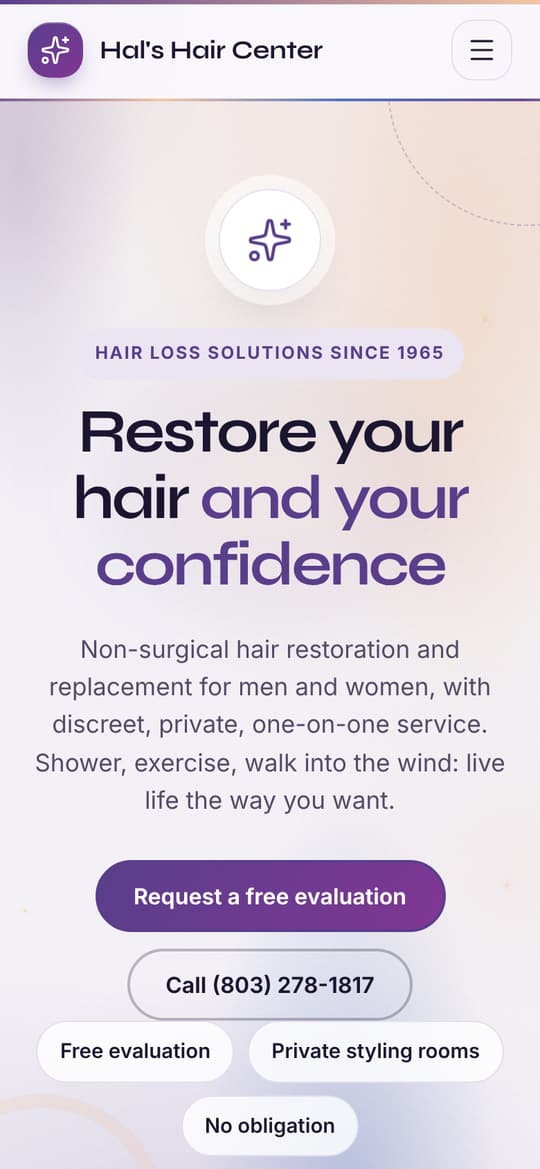 Hal's Hair Center
HAIR LOSS SOLUTIONS SINCE 1965
Restore your
hair and your
confidence
Non-surgical hair restoration and
replacement for men and women, with
discreet, private, one-on-one service.
Shower, exercise, walk into the wind: live
life the way you want.
Request a free evaluation
Call (803) 278-1817
Free evaluation
Private styling rooms
No obligation